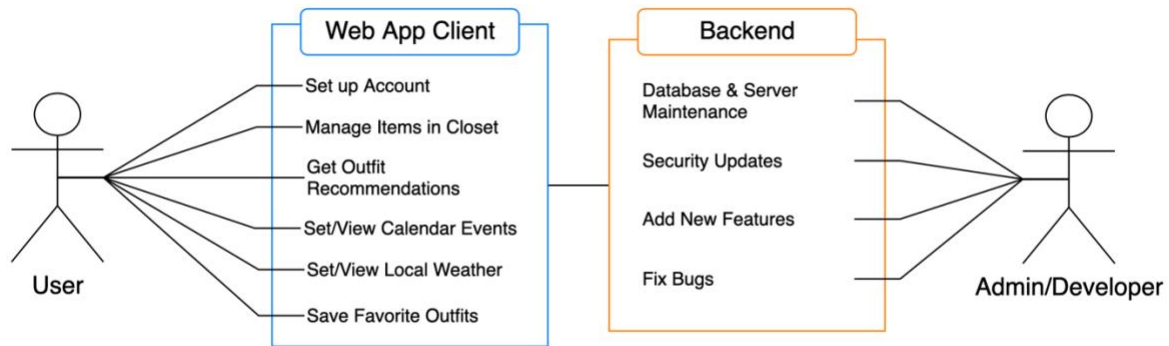 Web App Client
Set up Account
Manage Items in Closet
Get Outfit
Recommendations
Set/View Calendar Events
Set/View Local Weather
Save Favorite Outfits
User
Backend
Database & Server
Maintenance
Security Updates
Add New Features
Fix Bugs
Admin/Developer